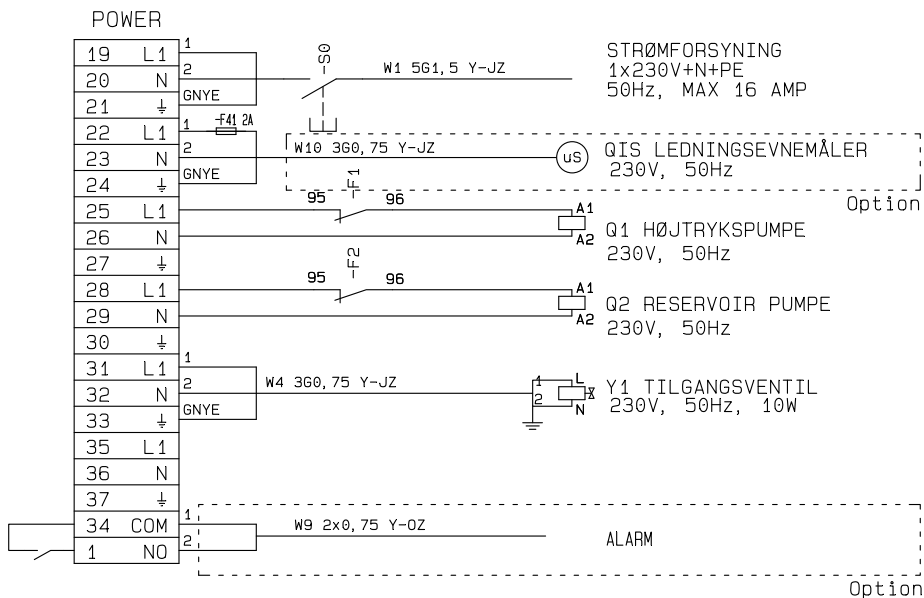 POWER
19 L1 1
20 N 2
21 GNYE
-S0
W1 5G1,5 Y-JZ
STRØMFORSYNING
1x230V+N+PE
50Hz, MAX 16 AMP
22 L1 1 -F41 2A
23 N 2
24 GNYE
W10 3G0,75 Y-JZ
uS
QIS LEDNINGSEVNEMÅLER
230V, 50Hz
Option
25 L1
26 N
27
95 -F1 96
A1
A2
Q1 HØJTRYKSPUMPE
230V, 50Hz
28 L1
29 N
30
95 -F2 96
A1
A2
Q2 RESERVOIR PUMPE
230V, 50Hz
31 L1 1
32 N 2
33 GNYE
W4 3G0,75 Y-JZ
1 L
2 N
Y1 TILGANGSVENTIL
230V, 50Hz, 10W
35 L1
36 N
37
34 COM 1
1 NO 2
W9 2x0,75 Y-OZ
ALARM
Option